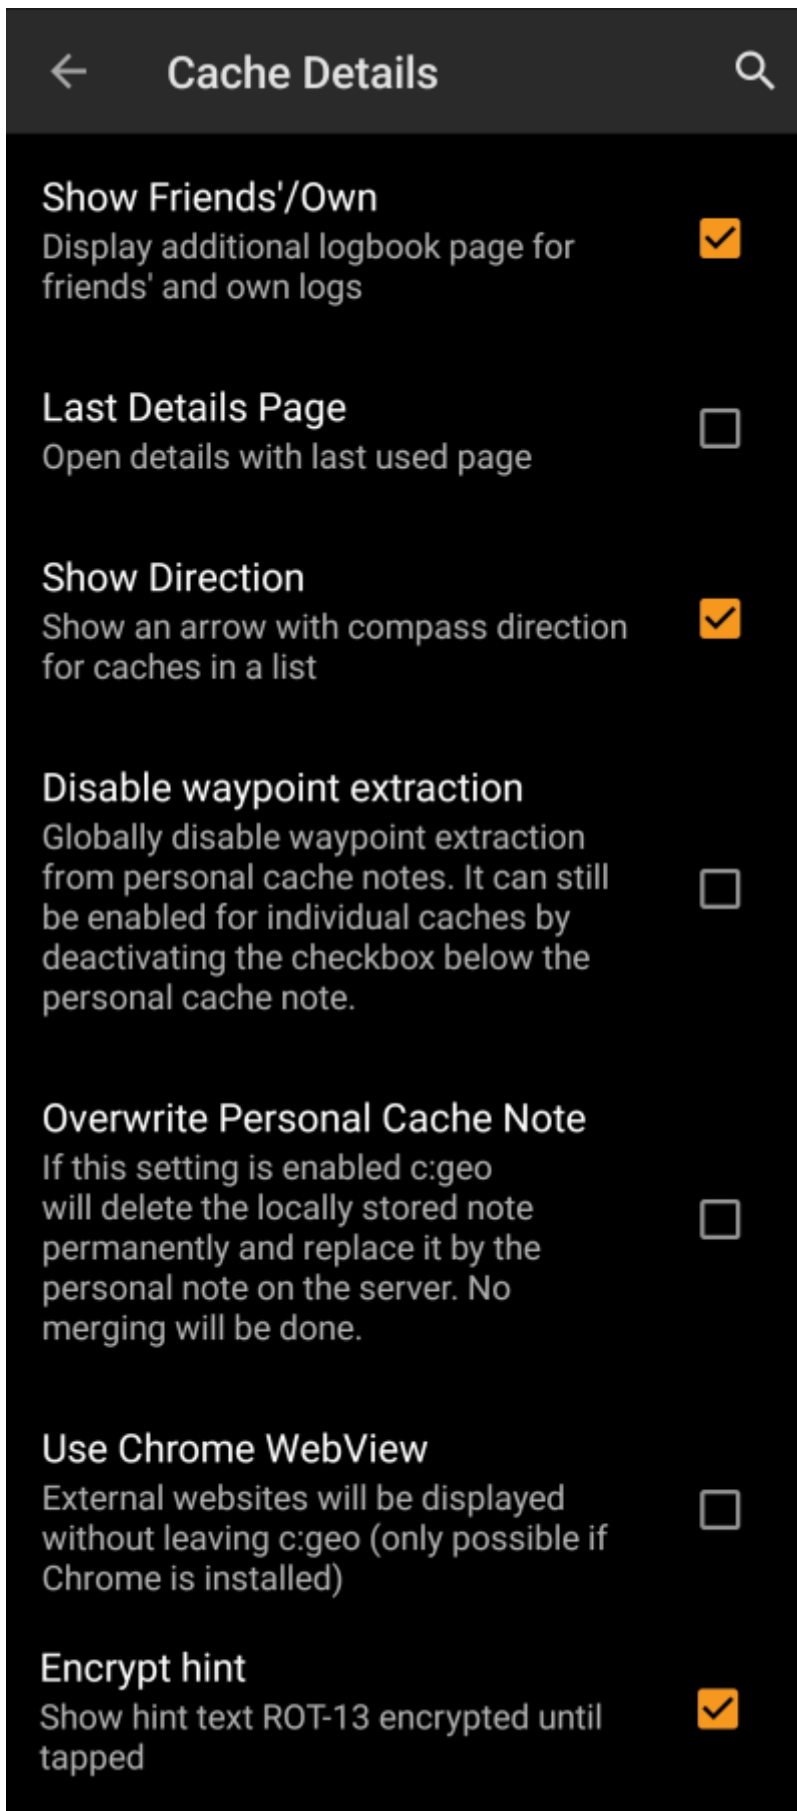 Cache Details
Show Friends'/Own
Display additional logbook page for
friends' and own logs
Last Details Page
Open details with last used page
Show Direction
Show an arrow with compass direction
for caches in a list
Disable waypoint extraction
Globally disable waypoint extraction
from personal cache notes. It can still
be enabled for individual caches by
deactivating the checkbox below the
personal cache note.
Overwrite Personal Cache Note
If this setting is enabled c:geo
will delete the locally stored note
permanently and replace it by the
personal note on the server. No
merging will be done.
Use Chrome WebView
External websites will be displayed
without leaving c:geo (only possible if
Chrome is installed)
Encrypt hint
Show hint text ROT-13 encrypted until
tapped